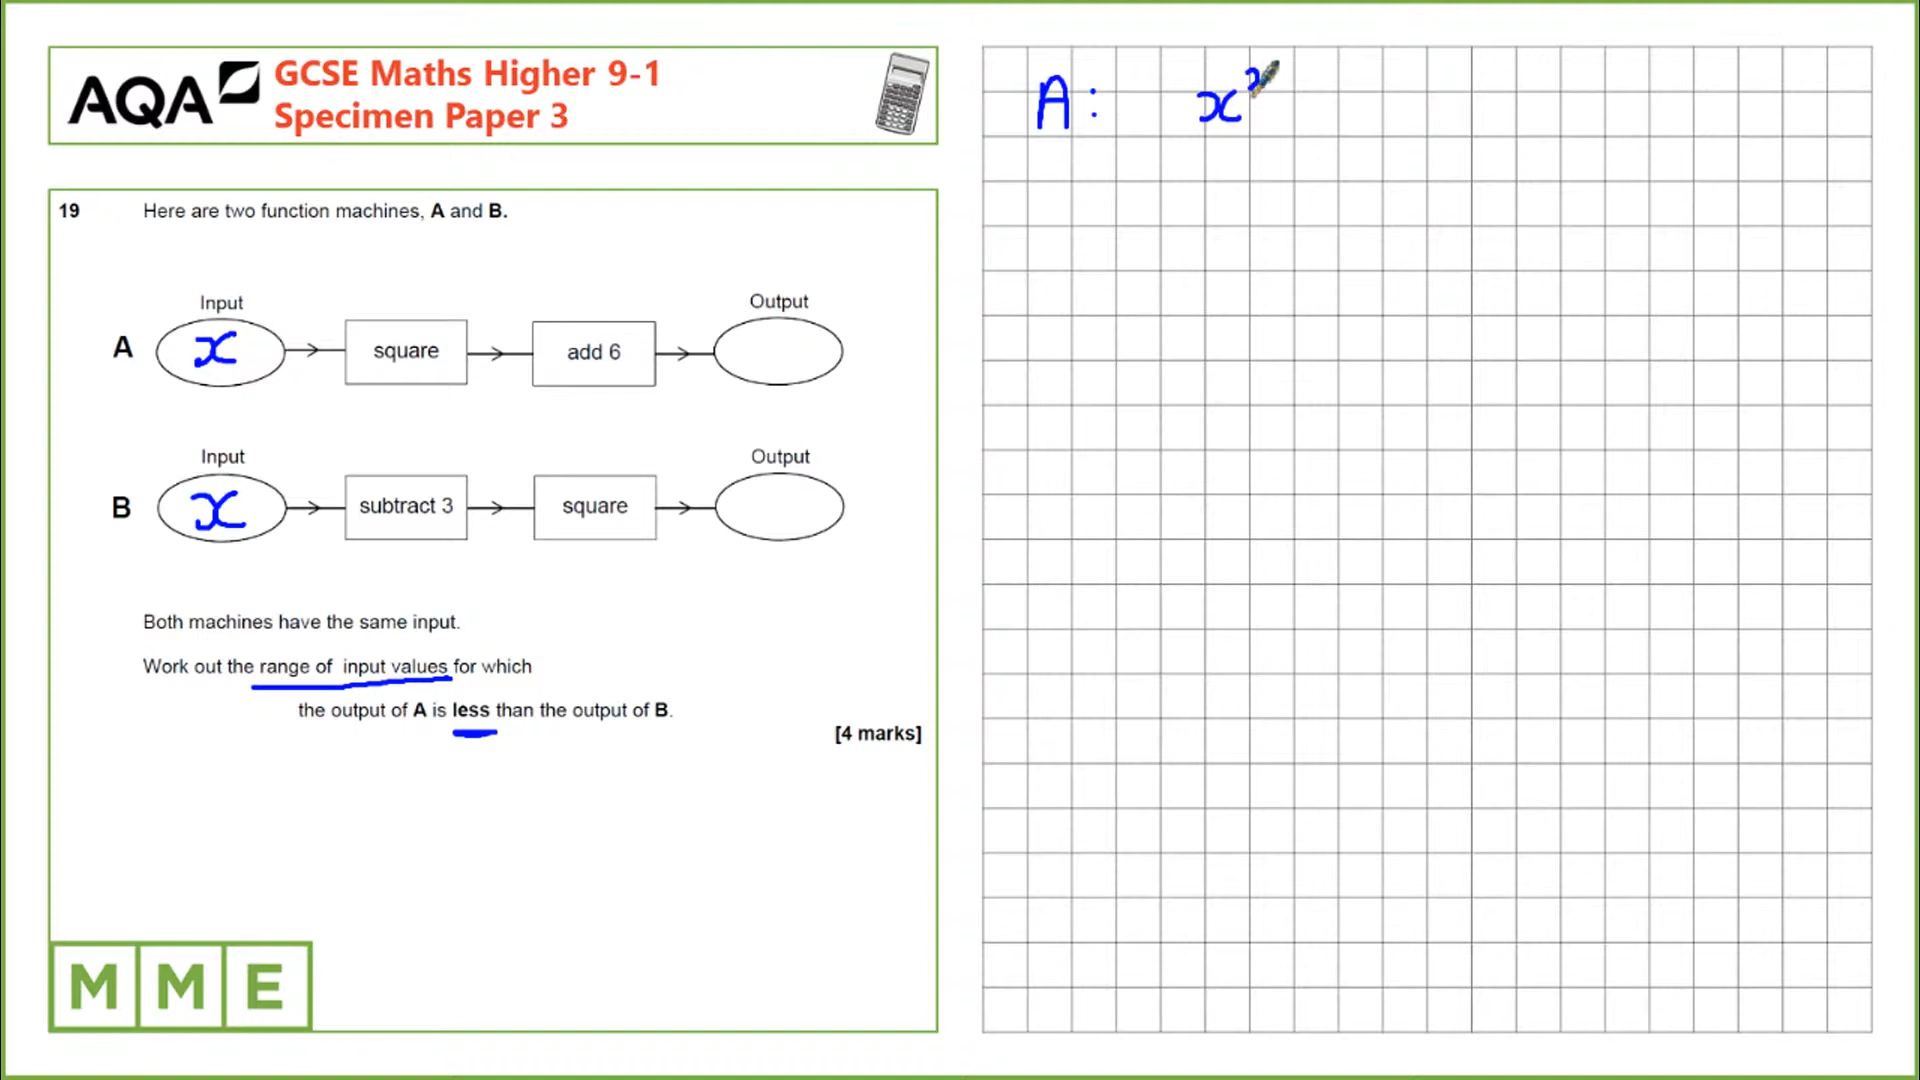 AQA
GCSE Maths Higher 9-1
Specimen Paper 3
19 Here are two function machines, A and B.
Input Output
A x square add 6
Input Output
B x subtract 3 square
Both machines have the same input.
Work out the range of input values for which
the output of A is less than the output of B.
[4 marks]
MME
A: x²